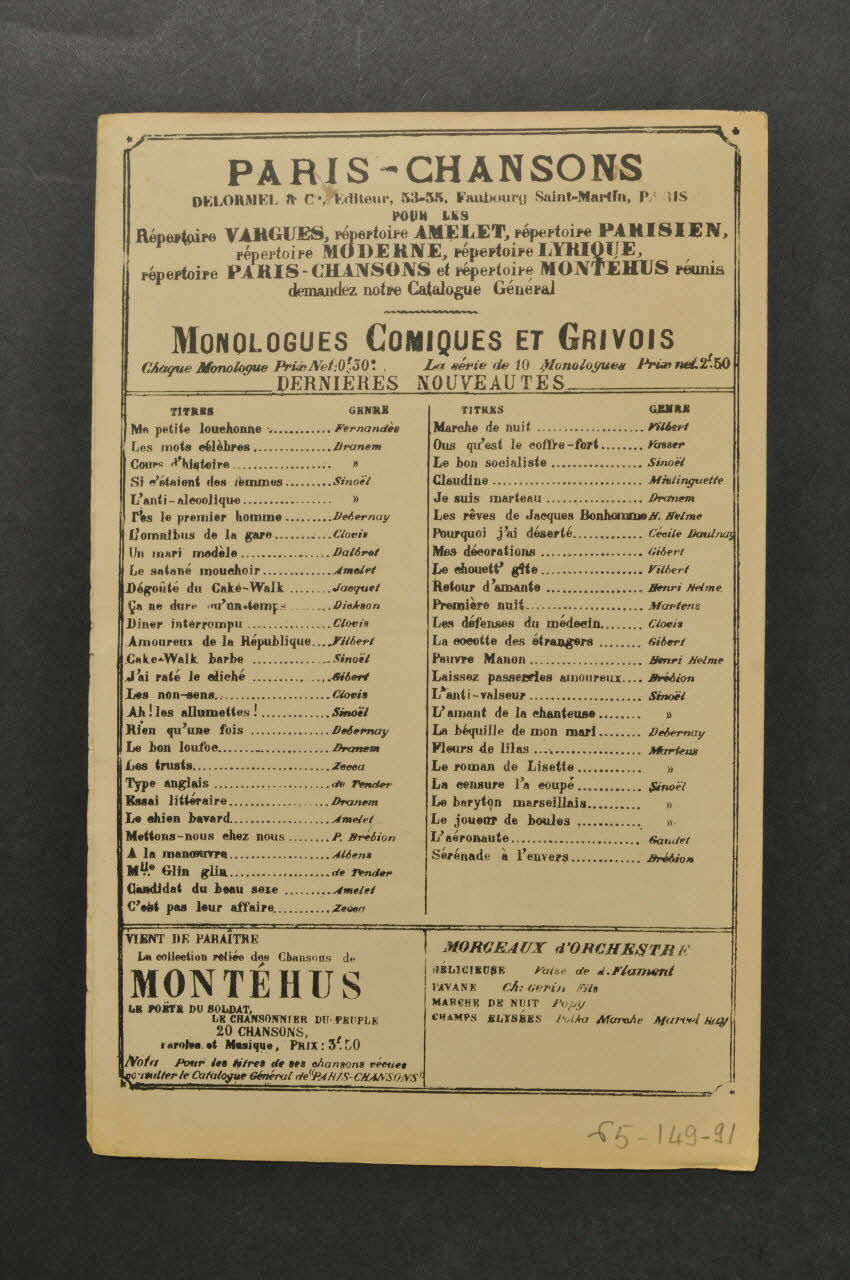 PARIS-CHANSONS
DELORMEL & Cie, Editeur, 53-55, Faubourg Saint-Martin, PARIS
POUR LES
Répertoire VARGUES, répertoire AMELET, répertoire PARISIEN,
répertoire MODERNE, répertoire LYRIQUE,
répertoire PARIS-CHANSONS et répertoire MONTÉHUS réunis
demandez notre Catalogue Général
MONOLOGUES COMIQUES ET GRIVOIS
Chaque Monologue Prix Net: 0f.30c. La série de 10 Monologues Prix net. 2f.50
DERNIÈRES NOUVEAUTÉS
TITRES GENRE
Ma petite louchonne ............ Fernandès
Les mots célèbres ............... Dranem
Cours d'histoire .................. »
Si c'étaient des femmes ........ Sinoël
L'anti-alcoolique ................ »
T'es le premier homme ........ Debernay
L'omnibus de la gare .......... Clovis
Un mari modèle ................ Dalbret
Le satané mouchoir ............ Amelet
Dégoûté du Cake-Walk ....... Jacquet
Ça ne dure qu'un temps ....... Dickson
Diner interrompu ............... Clovis
Amoureux de la République ... Vilbert
Cake-Walk barbe .............. Sinoël
J'ai raté le cliché .............. Gibert
Les non-sens .................... Clovis
Ah! les allumettes! ............ Sinoël
Rien qu'une fois ............... Debernay
Le bon loufoc ................... Dranem
Les trusts ........................ Zecca
Type anglais .................... de Tender
Essai littéraire .................. Dranem
Le chien bavard ................ Amelet
Mettons-nous chez nous ....... P. Brébion
A la manœuvre ................. Albens
Mlle Glin glin ................... de Tender
Candidat du beau sexe ....... Amelet
C'est pas leur affaire .......... Zecca
TITRES GENRE
Marche de nuit ................. Vilbert
Ous qu'est le coffre-fort ....... Vasser
Le bon socialiste ............... Sinoël
Claudine ......................... Mistinguette
Je suis marteau ................ Dranem
Les rêves de Jacques Bonhomme H. Helme
Pourquoi j'ai déserté .......... Cécile Daulnay
Mes décorations ............... Gibert
Le chouett' gîte ................ Vilbert
Retour d'amante ............... Henri Helme
Première nuit ................... Martens
Les défenses du médecin ..... Clovis
La cocotte des étrangers ..... Gibert
Pauvre Manon .................. Henri Helme
Laissez passer les amoureux .... Brébion
L'anti-valseur ................... Sinoël
L'amant de la chanteuse ..... »
La béquille de mon mari ..... Debernay
Fleurs de lilas ................... Martens
Le roman de Lisette .......... »
La censure l'a coupé ......... Sinoël
Le baryton marseillais ........ »
Le joueur de boules .......... »
L'aéronaute ..................... Gaudet
Sérénade à l'envers ........... Brébion
VIENT DE PARAÎTRE
La collection reliée des Chansons de
MONTÉHUS
LE POÈTE DU SOLDAT,
LE CHANSONNIER DU PEUPLE
20 CHANSONS,
Paroles et Musique, PRIX: 3f.50
Nota Pour les titres de ses chansons vécues
consulter le Catalogue Général de "PARIS-CHANSONS"
MORCEAUX d'ORCHESTRE
DÉLICIEUSE Valse de A. Flament
PAVANE Ch: Gerin Fils
MARCHE DE NUIT Popy
CHAMPS ELYSÉES Polka Marche Marcel
65-149-91